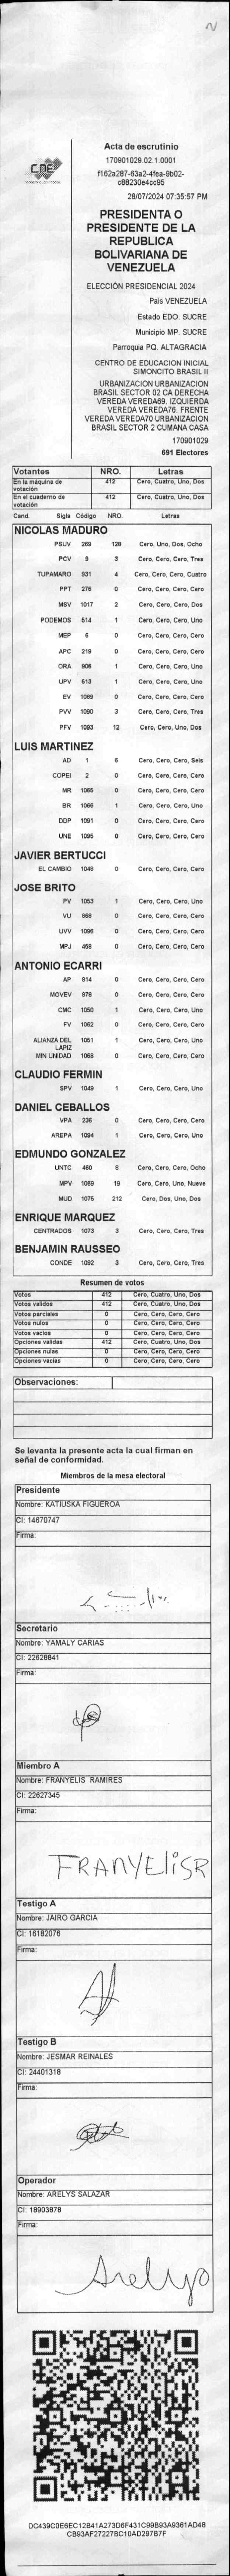 CNE
Acta de escrutinio
170901029.02.1.0001
f162a287-63a2-4fea-9b02-
c88230e4cc95
28/07/2024 07:35:57 PM
PRESIDENTA O
PRESIDENTE DE LA
REPUBLICA
BOLIVARIANA DE
VENEZUELA
ELECCIÓN PRESIDENCIAL 2024
País VENEZUELA
Estado EDO. SUCRE
Municipio MP. SUCRE
Parroquia PQ. ALTAGRACIA
CENTRO DE EDUCACION INICIAL
SIMONCITO BRASIL II
URBANIZACION URBANIZACION
BRASIL SECTOR 02 CA DERECHA
VEREDA VEREDA69. IZQUIERDA
VEREDA VEREDA76. FRENTE
VEREDA VEREDA70 URBANIZACION
BRASIL SECTOR 2 CUMANA CASA
170901029
691 Electores
Votantes NRO. Letras
En la máquina de votación 412 Cero, Cuatro, Uno, Dos
En el cuaderno de votación 412 Cero, Cuatro, Uno, Dos
Cand. Sigla Código NRO. Letras
NICOLAS MADURO
PSUV 269 128 Cero, Uno, Dos, Ocho
PCV 9 3 Cero, Cero, Cero, Tres
TUPAMARO 931 4 Cero, Cero, Cero, Cuatro
PPT 276 0 Cero, Cero, Cero, Cero
MSV 1017 2 Cero, Cero, Cero, Dos
PODEMOS 514 1 Cero, Cero, Cero, Uno
MEP 6 0 Cero, Cero, Cero, Cero
APC 219 0 Cero, Cero, Cero, Cero
ORA 906 1 Cero, Cero, Cero, Uno
UPV 613 1 Cero, Cero, Cero, Uno
EV 1089 0 Cero, Cero, Cero, Cero
PVV 1090 3 Cero, Cero, Cero, Tres
PFV 1093 12 Cero, Cero, Uno, Dos
LUIS MARTINEZ
AD 1 6 Cero, Cero, Cero, Seis
COPEI 2 0 Cero, Cero, Cero, Cero
MR 1065 0 Cero, Cero, Cero, Cero
BR 1066 1 Cero, Cero, Cero, Uno
DDP 1091 0 Cero, Cero, Cero, Cero
UNE 1095 0 Cero, Cero, Cero, Cero
JAVIER BERTUCCI
EL CAMBIO 1048 0 Cero, Cero, Cero, Cero
JOSE BRITO
PV 1053 1 Cero, Cero, Cero, Uno
VU 868 0 Cero, Cero, Cero, Cero
UVV 1096 0 Cero, Cero, Cero, Cero
MPJ 458 0 Cero, Cero, Cero, Cero
ANTONIO ECARRI
AP 814 0 Cero, Cero, Cero, Cero
MOVEV 878 0 Cero, Cero, Cero, Cero
CMC 1050 1 Cero, Cero, Cero, Uno
FV 1062 0 Cero, Cero, Cero, Cero
ALIANZA DEL LAPIZ 1051 1 Cero, Cero, Cero, Uno
MIN UNIDAD 1088 0 Cero, Cero, Cero, Cero
CLAUDIO FERMIN
SPV 1049 1 Cero, Cero, Cero, Uno
DANIEL CEBALLOS
VPA 236 0 Cero, Cero, Cero, Cero
AREPA 1094 1 Cero, Cero, Cero, Uno
EDMUNDO GONZALEZ
UNTC 460 8 Cero, Cero, Cero, Ocho
MPV 1069 19 Cero, Cero, Uno, Nueve
MUD 1075 212 Cero, Dos, Uno, Dos
ENRIQUE MARQUEZ
CENTRADOS 1073 3 Cero, Cero, Cero, Tres
BENJAMIN RAUSSEO
CONDE 1092 3 Cero, Cero, Cero, Tres
Resumen de votos
Votos 412 Cero, Cuatro, Uno, Dos
Votos validos 412 Cero, Cuatro, Uno, Dos
Votos parciales 0 Cero, Cero, Cero, Cero
Votos nulos 0 Cero, Cero, Cero, Cero
Votos vacios 0 Cero, Cero, Cero, Cero
Opciones validas 412 Cero, Cuatro, Uno, Dos
Opciones nulas 0 Cero, Cero, Cero, Cero
Opciones vacias 0 Cero, Cero, Cero, Cero
Observaciones:
Se levanta la presente acta la cual firman en
señal de conformidad.
Miembros de la mesa electoral
Presidente
Nombre: KATIUSKA FIGUEROA
CI: 14670747
Firma:
Secretario
Nombre: YAMALY CARIAS
CI: 22628841
Firma:
Miembro A
Nombre: FRANYELIS RAMIRES
CI: 22627345
Firma:
FRANYEliSR
Testigo A
Nombre: JAIRO GARCIA
CI: 16182076
Firma:
Testigo B
Nombre: JESMAR REINALES
CI: 24401318
Firma:
Operador
Nombre: ARELYS SALAZAR
CI: 18903878
Firma:
Arelys
DC439C0E6EC12B41A273D6F431C99B93A9361AD48
CB93AF27227BC10AD297B7F